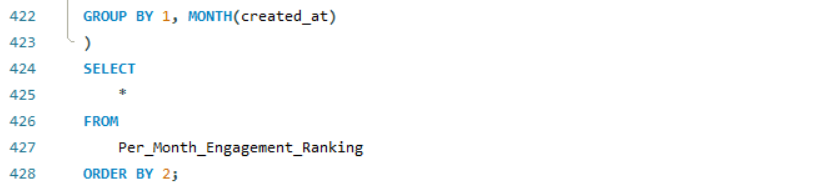 422 GROUP BY 1, MONTH(created_at)
423 )
424 SELECT
425 *
426 FROM
427 Per_Month_Engagement_Ranking
428 ORDER BY 2;